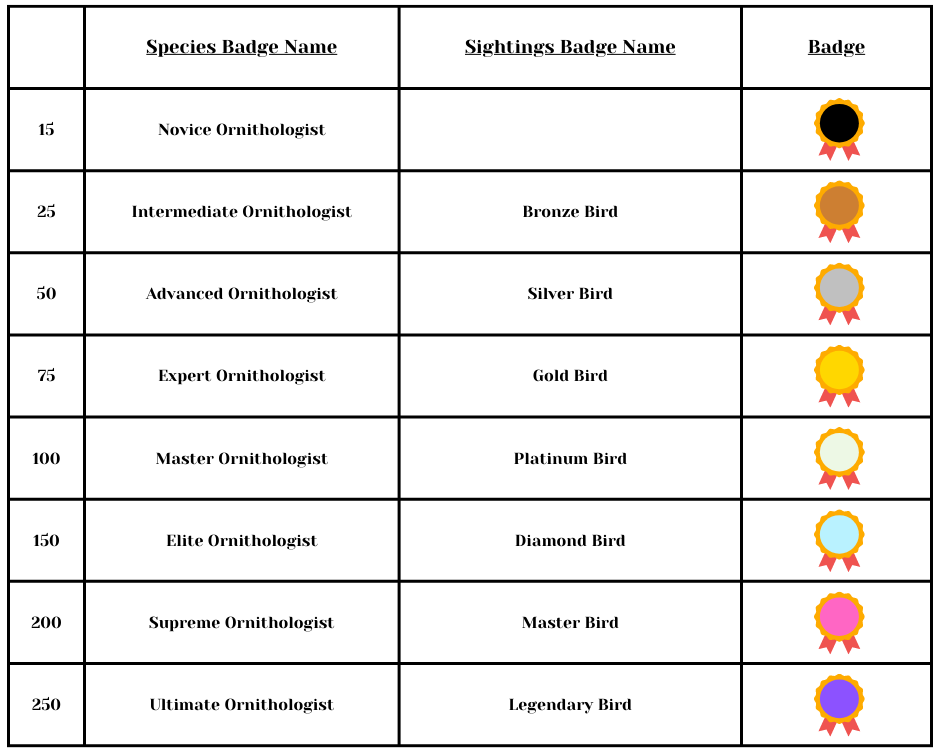 Species Badge Name Sightings Badge Name Badge
15 Novice Ornithologist
25 Intermediate Ornithologist Bronze Bird
50 Advanced Ornithologist Silver Bird
75 Expert Ornithologist Gold Bird
100 Master Ornithologist Platinum Bird
150 Elite Ornithologist Diamond Bird
200 Supreme Ornithologist Master Bird
250 Ultimate Ornithologist Legendary Bird